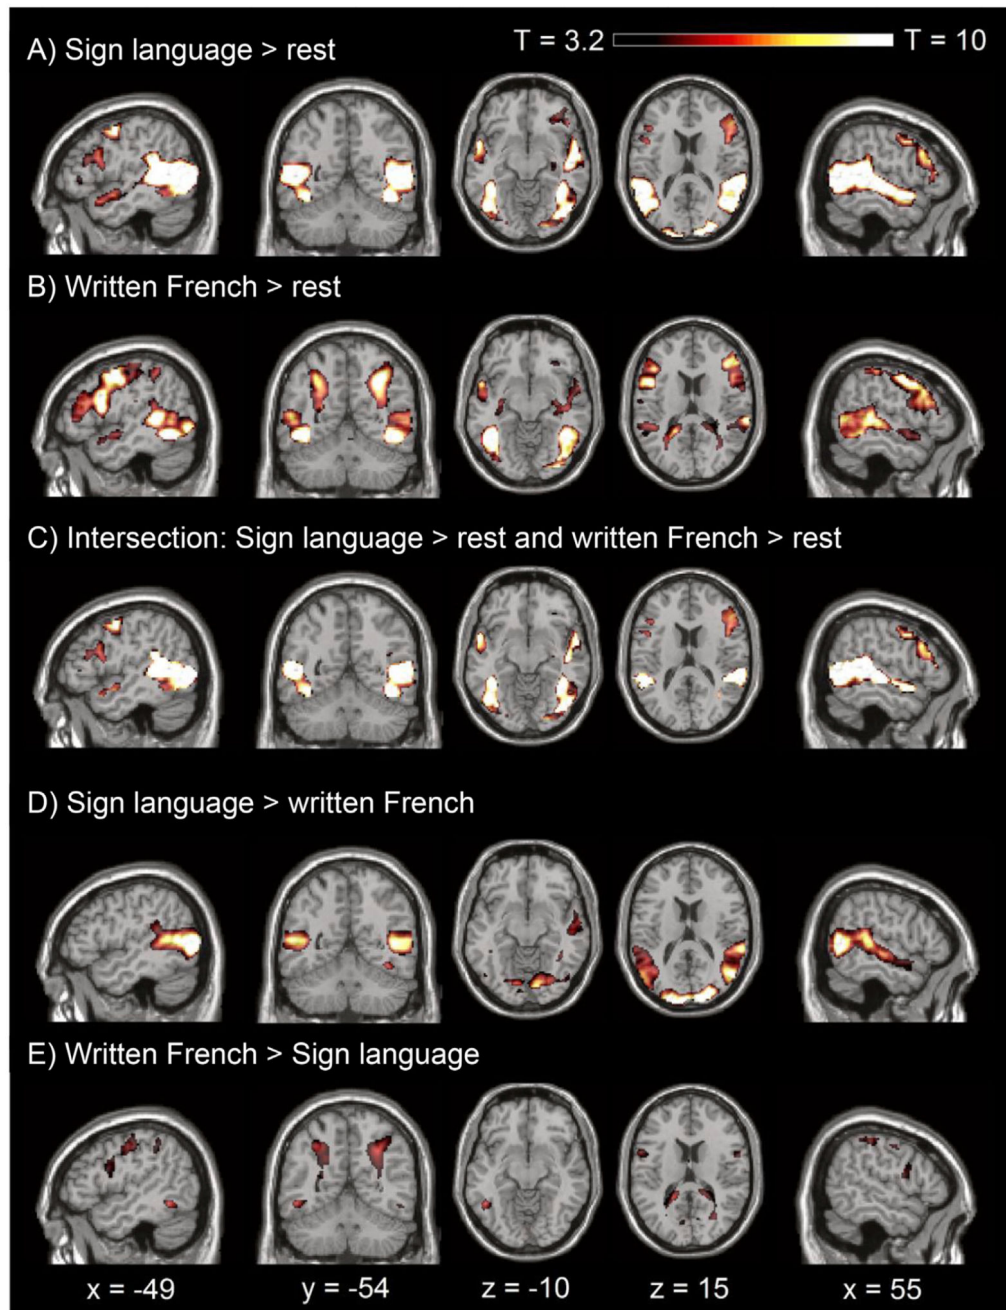 A) Sign language > rest
T = 3.2 T = 10
B) Written French > rest
C) Intersection: Sign language > rest and written French > rest
D) Sign language > written French
E) Written French > Sign language
x = -49 y = -54 z = -10 z = 15 x = 55